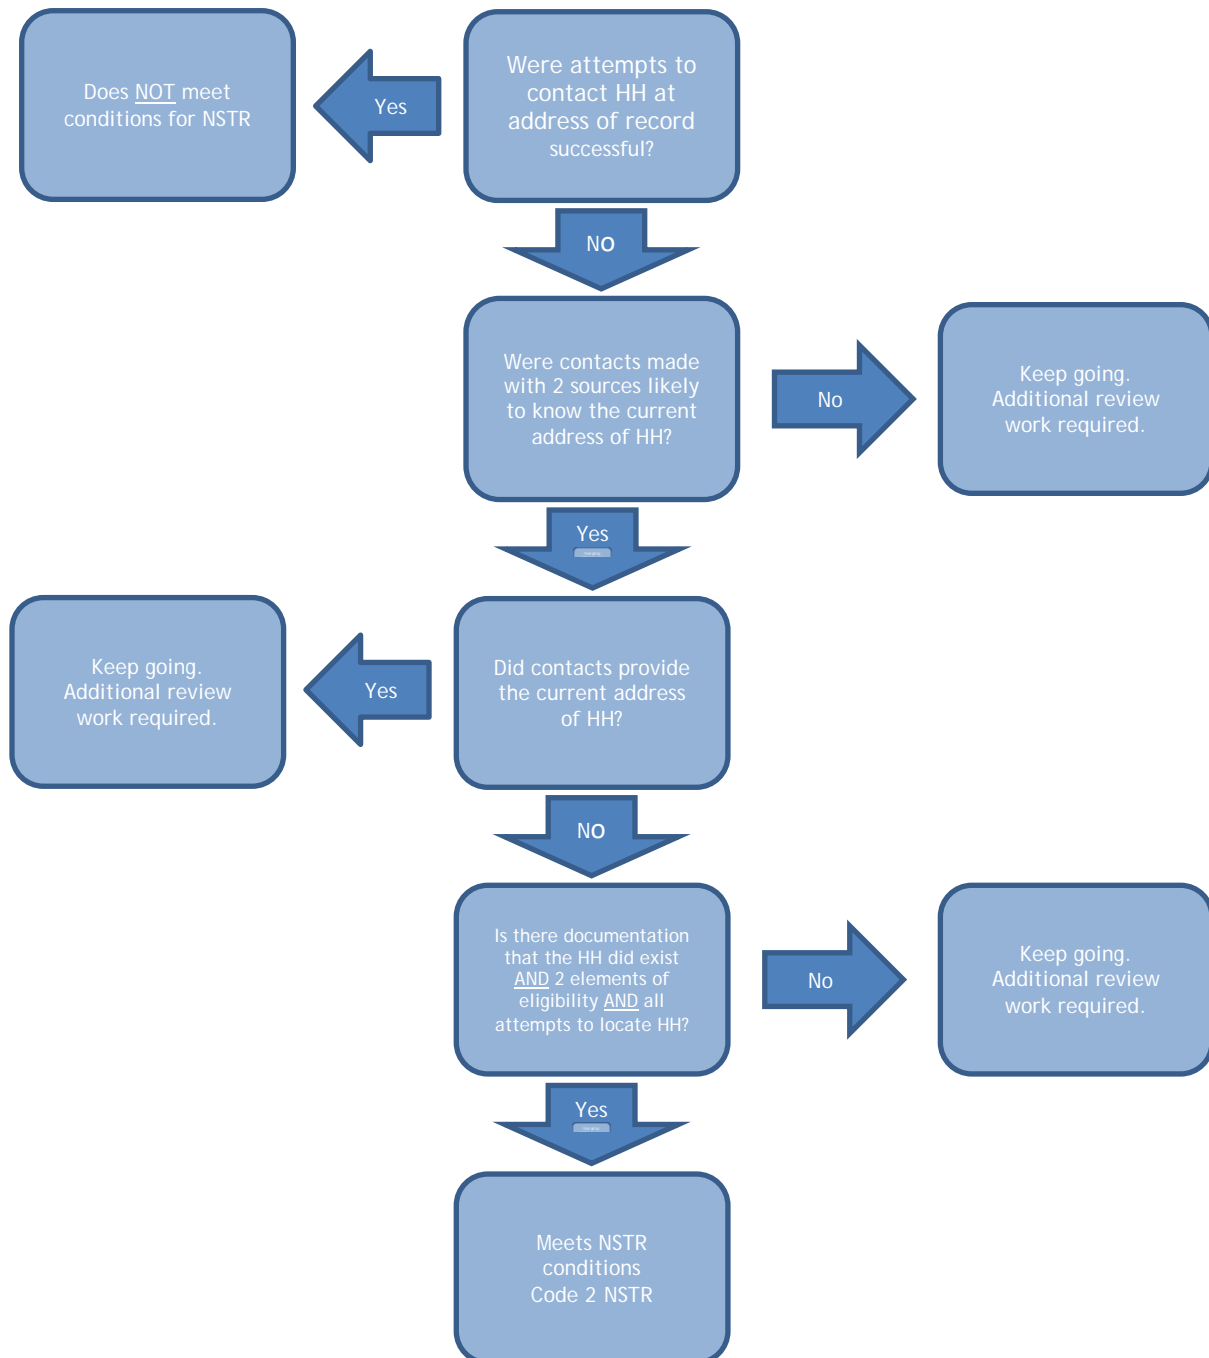 Does NOT meet
conditions for NSTR
Yes
Were attempts to
contact HH at
address of record
successful?
NO
Were contacts made
with 2 sources likely
to know the current
address of HH?
No
Keep going.
Additional review
work required.
Yes
Keep going.
Additional review
work required.
Yes
Did contacts provide
the current address
of HH?
NO
Is there documentation
that the HH did exist
AND 2 elements of
eligibility AND all
attempts to locate HH?
No
Keep going.
Additional review
work required.
Yes
Meets NSTR
conditions
Code 2 NSTR